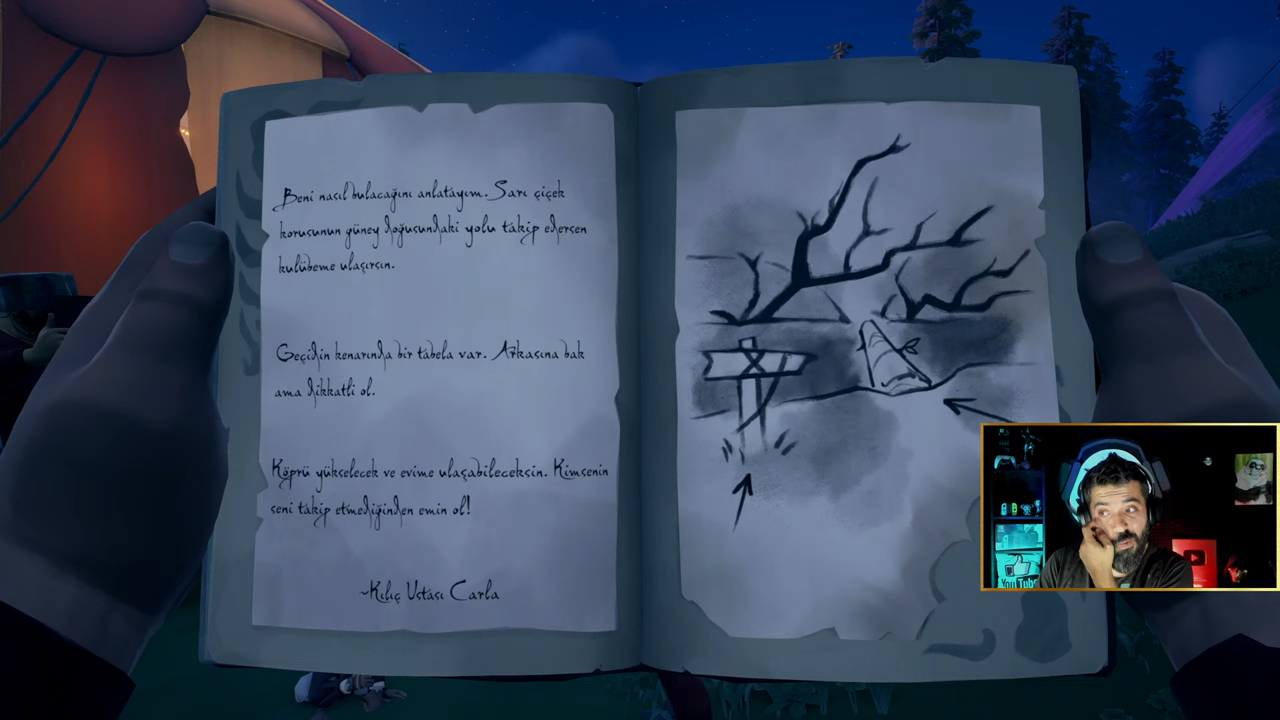 Beni nasıl bulacağını anlatayım. Sarı çiçek
korusunun güney doğusundaki yolu takip edersen
kulübeme ulaşırsın.
Geçidin kenarında bir tabela var. Arkasına bak
ama dikkatli ol.
Köprü yükselecek ve evime ulaşabileceksin. Kimsenin
seni takip etmediğinden emin ol!
~Kılıç Ustası Carla
You Tube